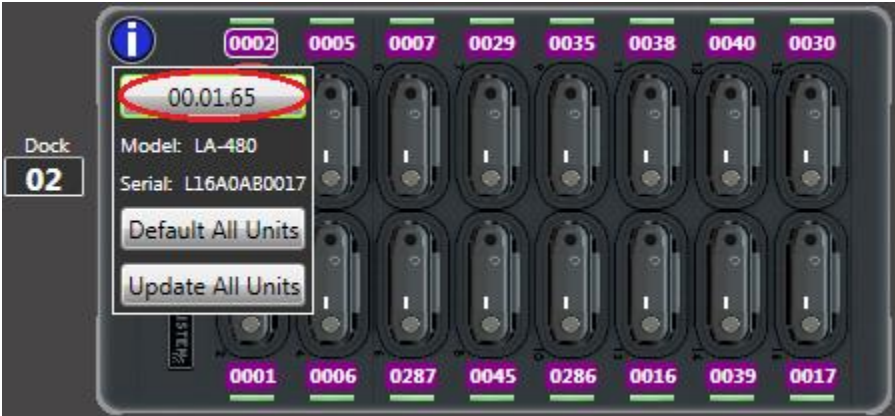 0002 0005 0007 0029 0035 0038 0040 0030
00.01.65
Dock
02
Model: LA-480
Serial: L16A0AB0017
Default All Units
Update All Units
0001 0006 0287 0045 0286 0016 0039 0017